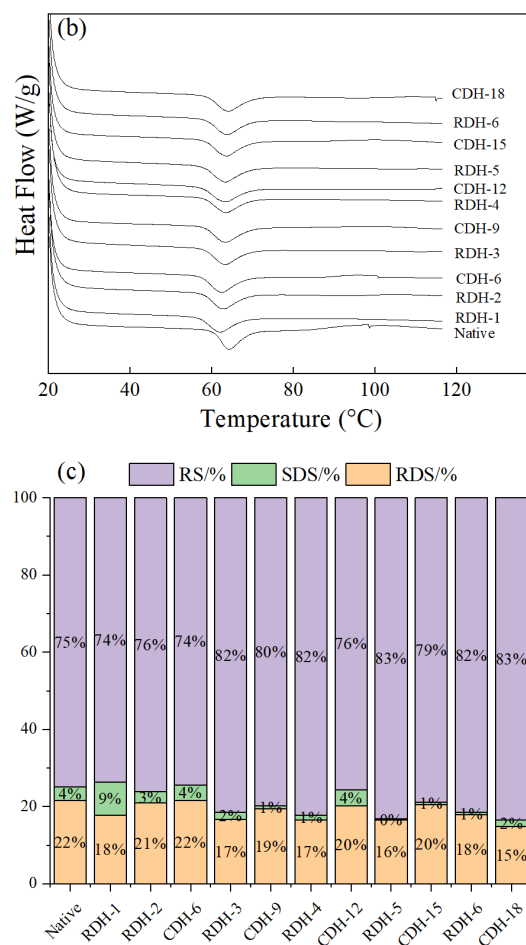 (b)
Heat Flow (W/g)
CDH-18
RDH-6
CDH-15
RDH-5
CDH-12
RDH-4
CDH-9
RDH-3
CDH-6
RDH-2
RDH-1
Native
20 40 60 80 100 120
Temperature (°C)
(c)
RS/% SDS/% RDS/%
100
80
60
40
20
0
75% 74% 76% 74% 82% 80% 82% 76% 83% 79% 82% 83%
4% 9% 3% 4% 2% 1% 1% 4% 0% 1% 1% 2%
22% 18% 21% 22% 17% 19% 17% 20% 16% 20% 18% 15%
Native RDH-1 RDH-2 CDH-6 RDH-3 CDH-9 RDH-4 CDH-12 RDH-5 CDH-15 RDH-6 CDH-18